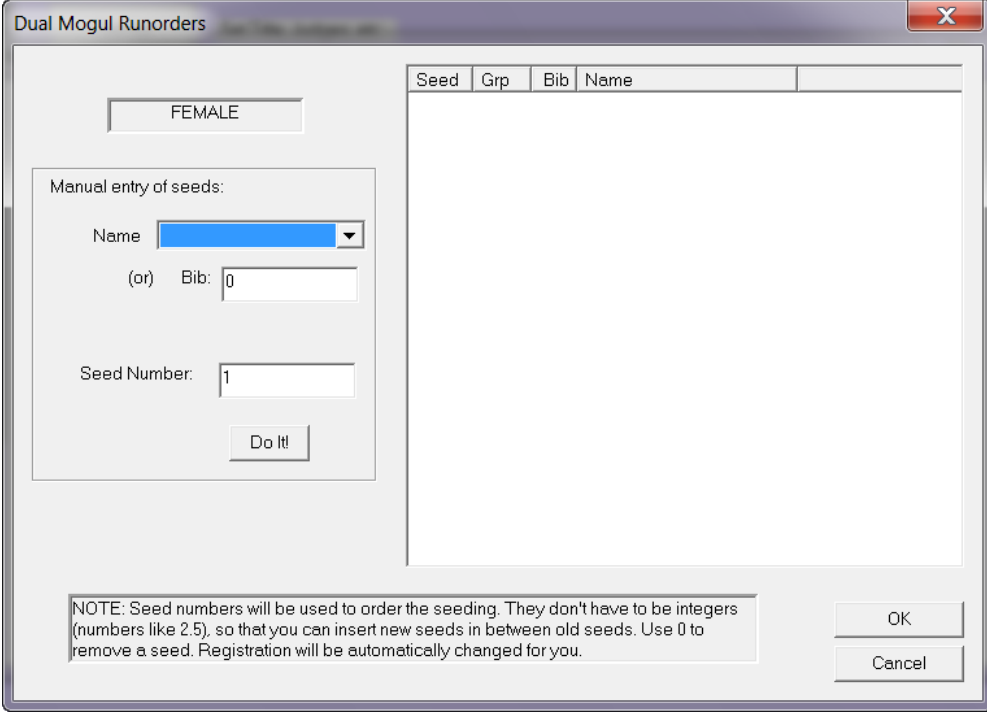 Dual Mogul Runorders
FEMALE
Seed Grp Bib Name
Manual entry of seeds:
Name
(or) Bib: 0
Seed Number: 1
Do It!
NOTE: Seed numbers will be used to order the seeding. They don't have to be integers
(numbers like 2.5), so that you can insert new seeds in between old seeds. Use 0 to
remove a seed. Registration will be automatically changed for you.
OK
Cancel